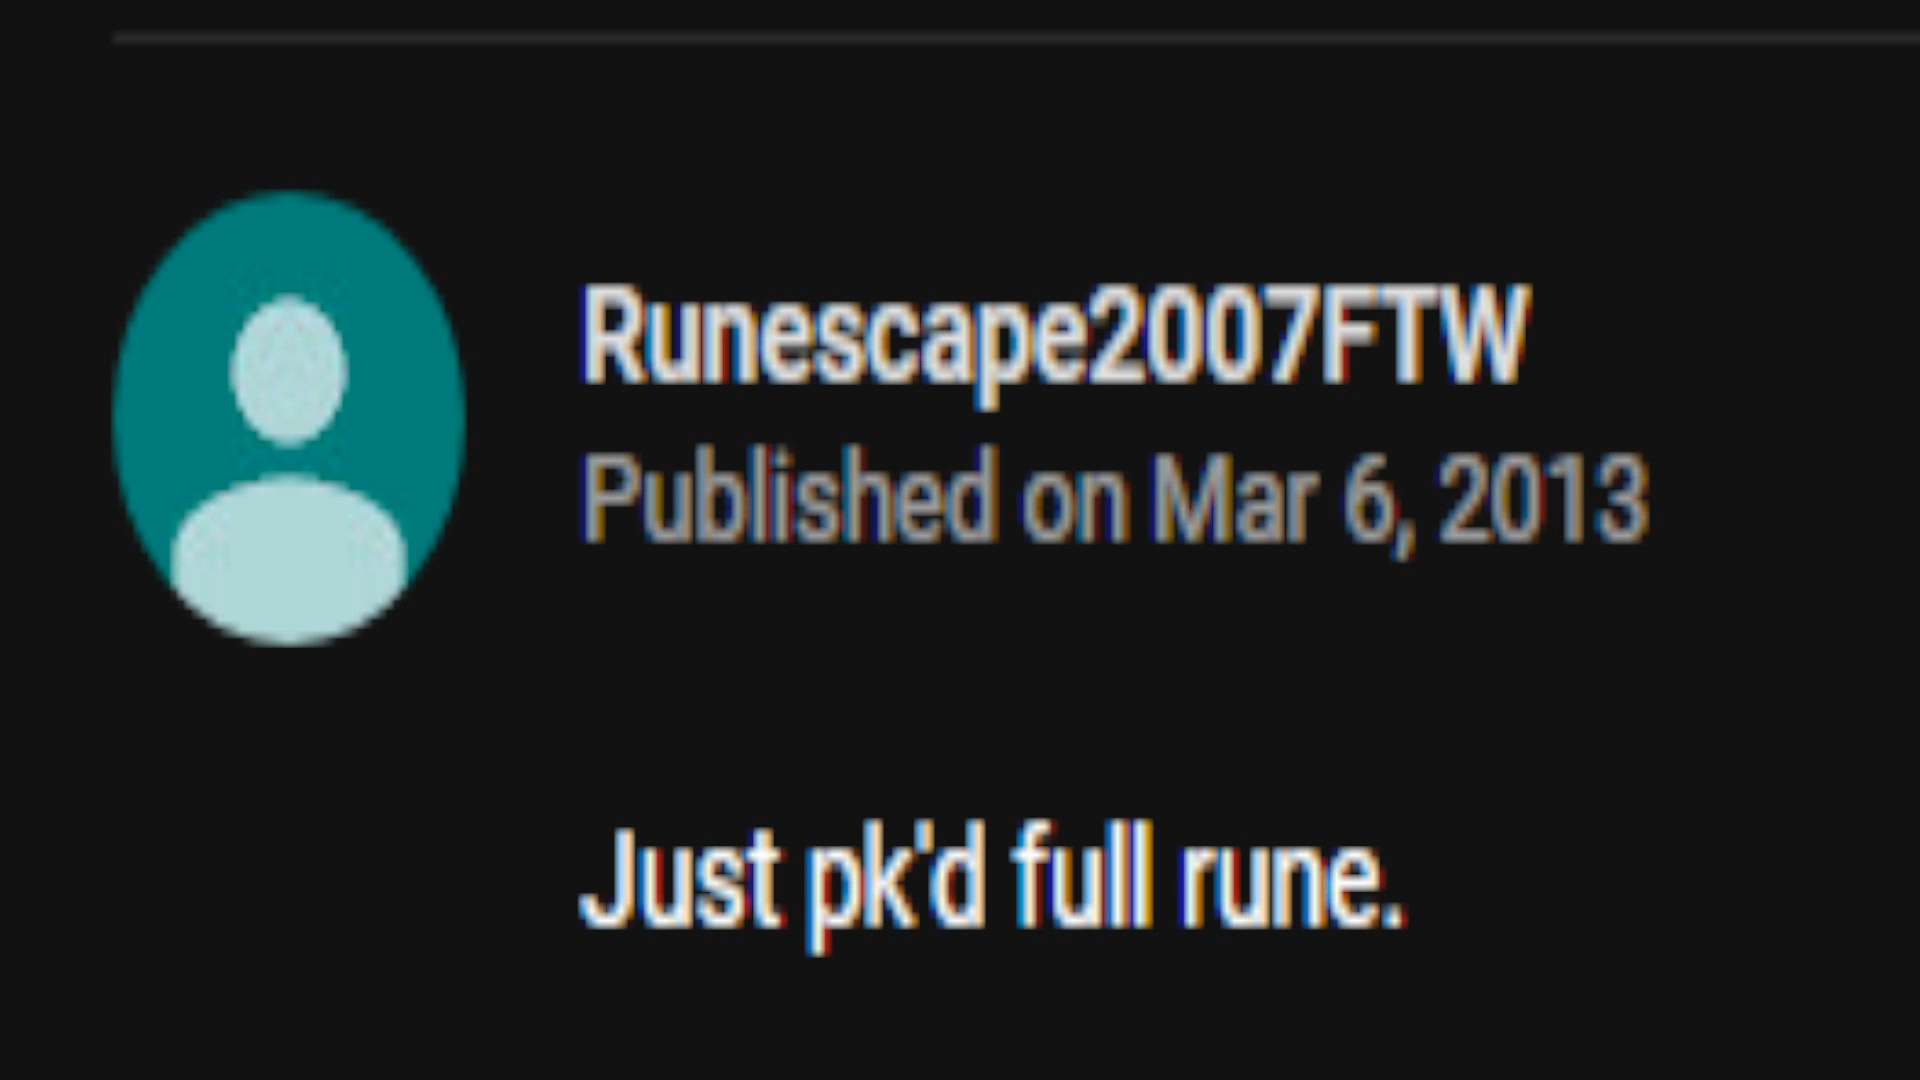 Runescape2007FTW
Published on Mar 6, 2013
Just pk'd full rune.